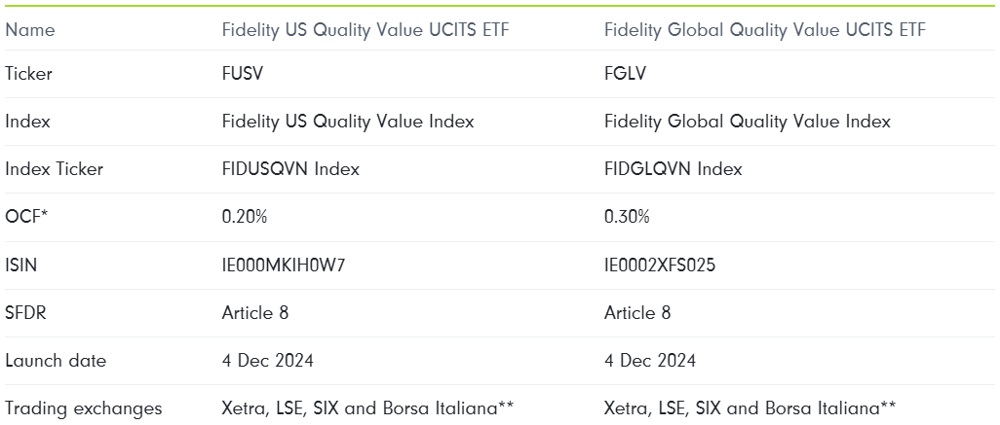 Name Fidelity US Quality Value UCITS ETF Fidelity Global Quality Value UCITS ETF
Ticker FUSV FGLV
Index Fidelity US Quality Value Index Fidelity Global Quality Value Index
Index Ticker FIDUSQVN Index FIDGLQVN Index
OCF* 0.20% 0.30%
ISIN IE000MKIH0W7 IE0002XFS025
SFDR Article 8 Article 8
Launch date 4 Dec 2024 4 Dec 2024
Trading exchanges Xetra, LSE, SIX and Borsa Italiana** Xetra, LSE, SIX and Borsa Italiana**